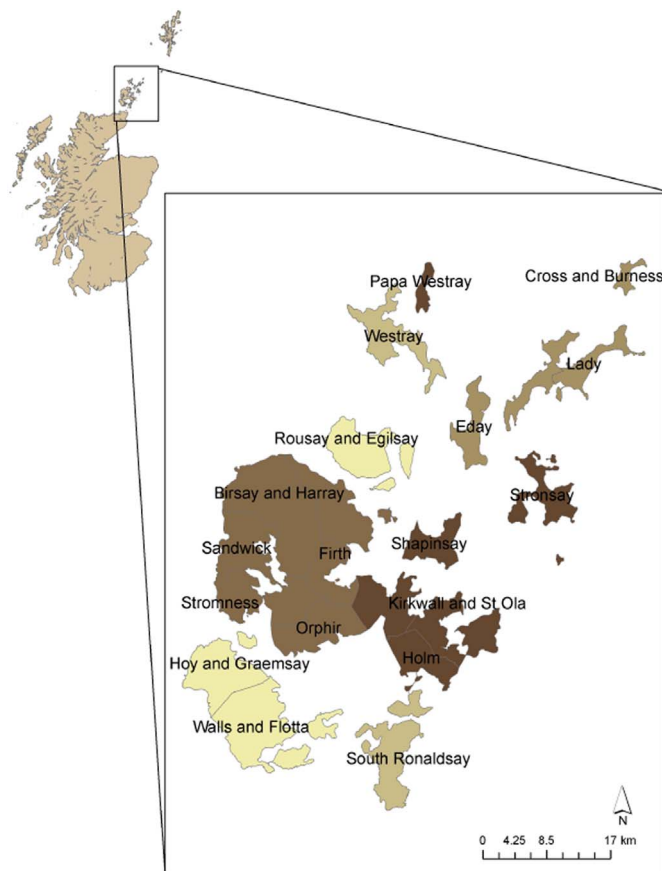 Papa Westray
Cross and Burness
Westray
Lady
Eday
Rousay and Egilsay
Birsay and Harray
Stronsay
Sandwick
Firth
Shapinsay
Stromness
Kirkwall and St Ola
Orphir
Holm
Hoy and Graemsay
Walls and Flotta
South Ronaldsay
N
0 4.25 8.5 17 km